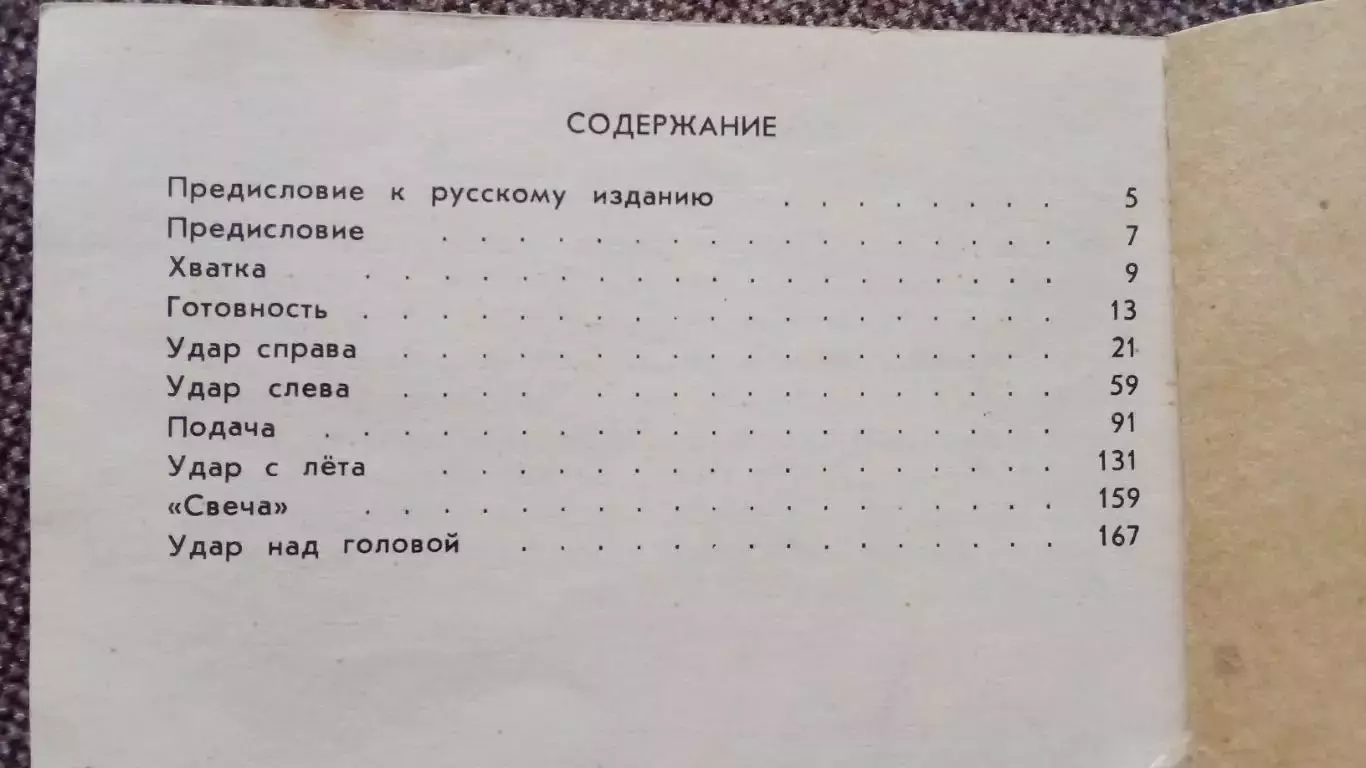 СОДЕРЖАНИЕ
Предисловие к русскому изданию . . . . . . . . 5
Предисловие . . . . . . . . . . . . . . . . . 7
Хватка . . . . . . . . . . . . . . . . . . . 9
Готовность . . . . . . . . . . . . . . . . . . . 13
Удар справа . . . . . . . . . . . . . . . . . 21
Удар слева . . . . . . . . . . . . . . . . . 59
Подача . . . . . . . . . . . . . . . . . . . . 91
Удар с лёта . . . . . . . . . . . . . . . . . 131
«Свеча» . . . . . . . . . . . . . . . . . . . 159
Удар над головой . . . . . . . . . . . . . . . 167